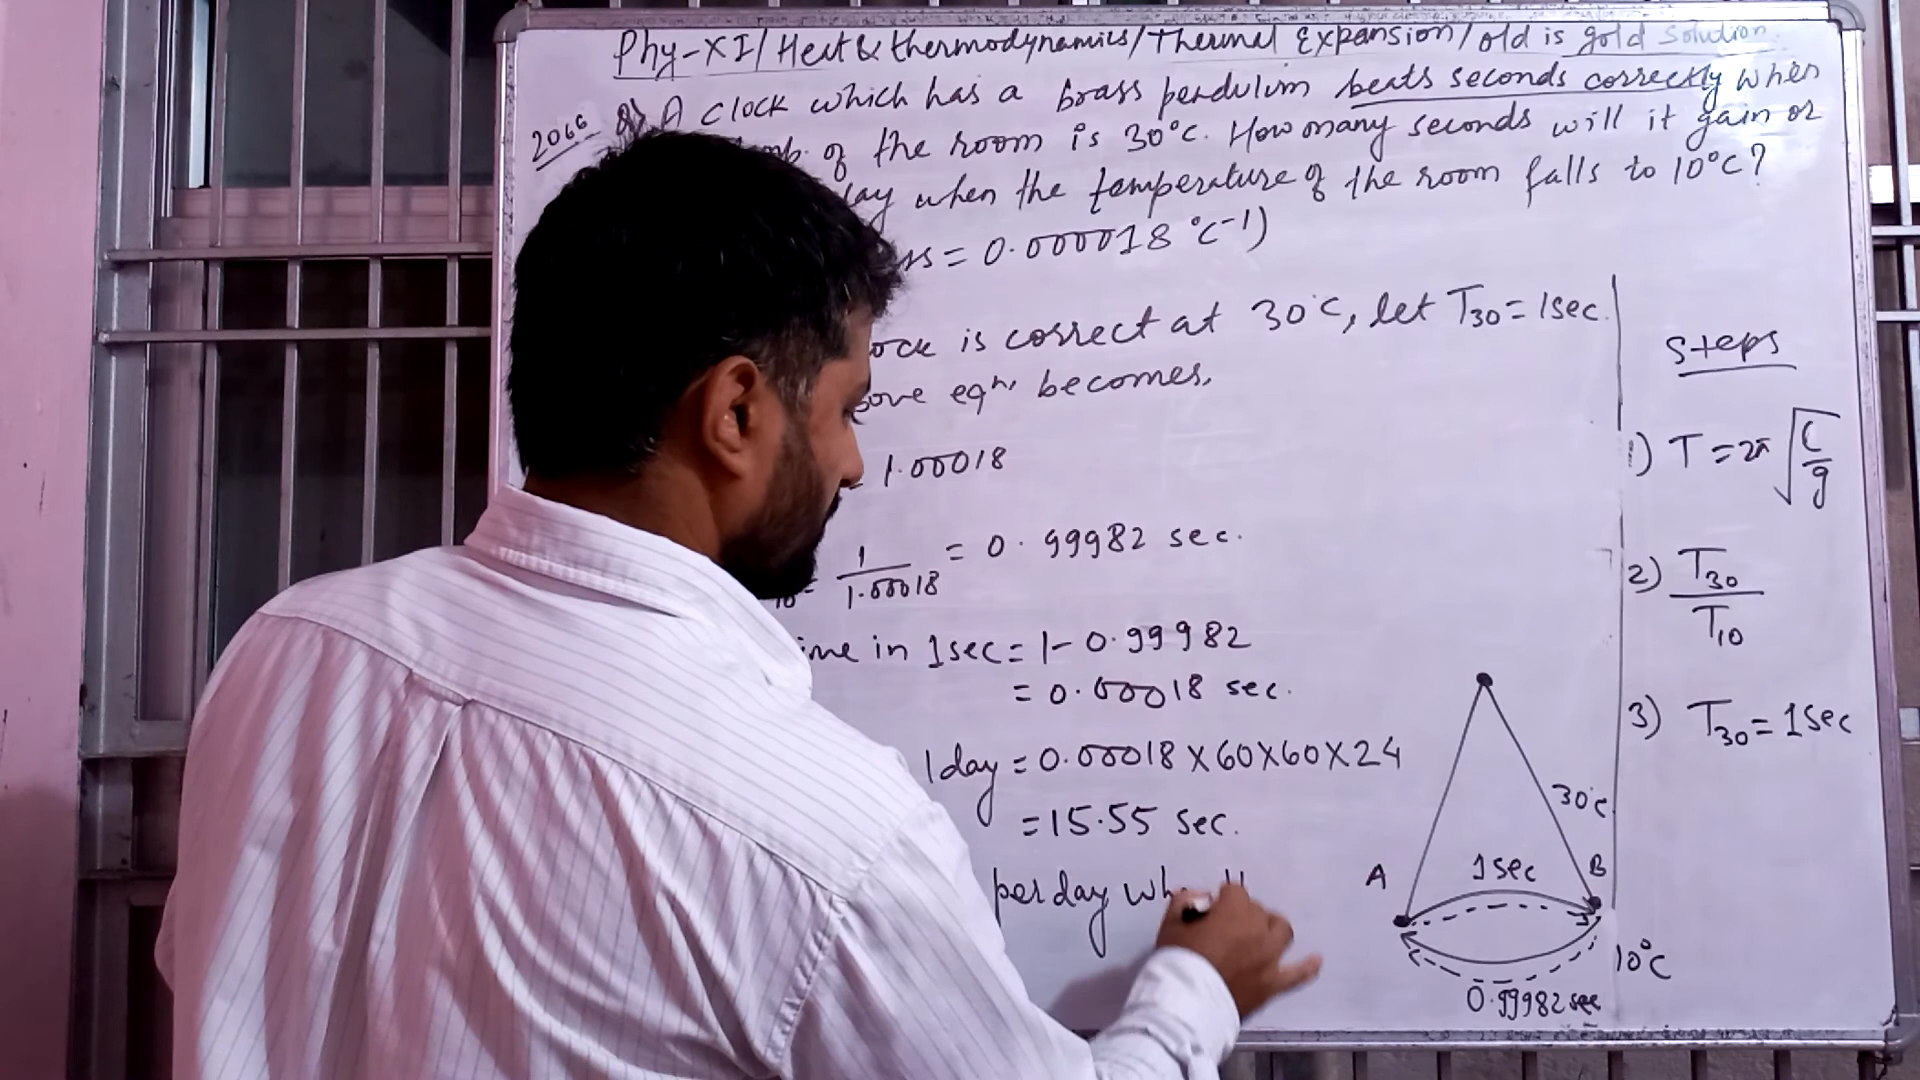 Phy-XI/Heat & thermodynamics/Thermal Expansion/old is gold solution
2066 Q) A clock which has a brass pendulum beats seconds correctly when
of the room is 30°C. How many seconds will it gain or
when the temperature of the room falls to 10°C?
= 0.000018 °C-1)
is correct at 30°C, let T30 = 1sec.
eqn, becomes,
= 1.00018
= 1/1.00018 = 0.99982 sec.
in 1sec = 1-0.99982
= 0.00018 sec.
1day = 0.00018 X 60 X 60 X 24
= 15.55 sec.
per day
Steps
1) T = 2π √l/g
2) T30/T10
3) T30 = 1sec
30°C
A 1sec B
10°C
0.99982 sec